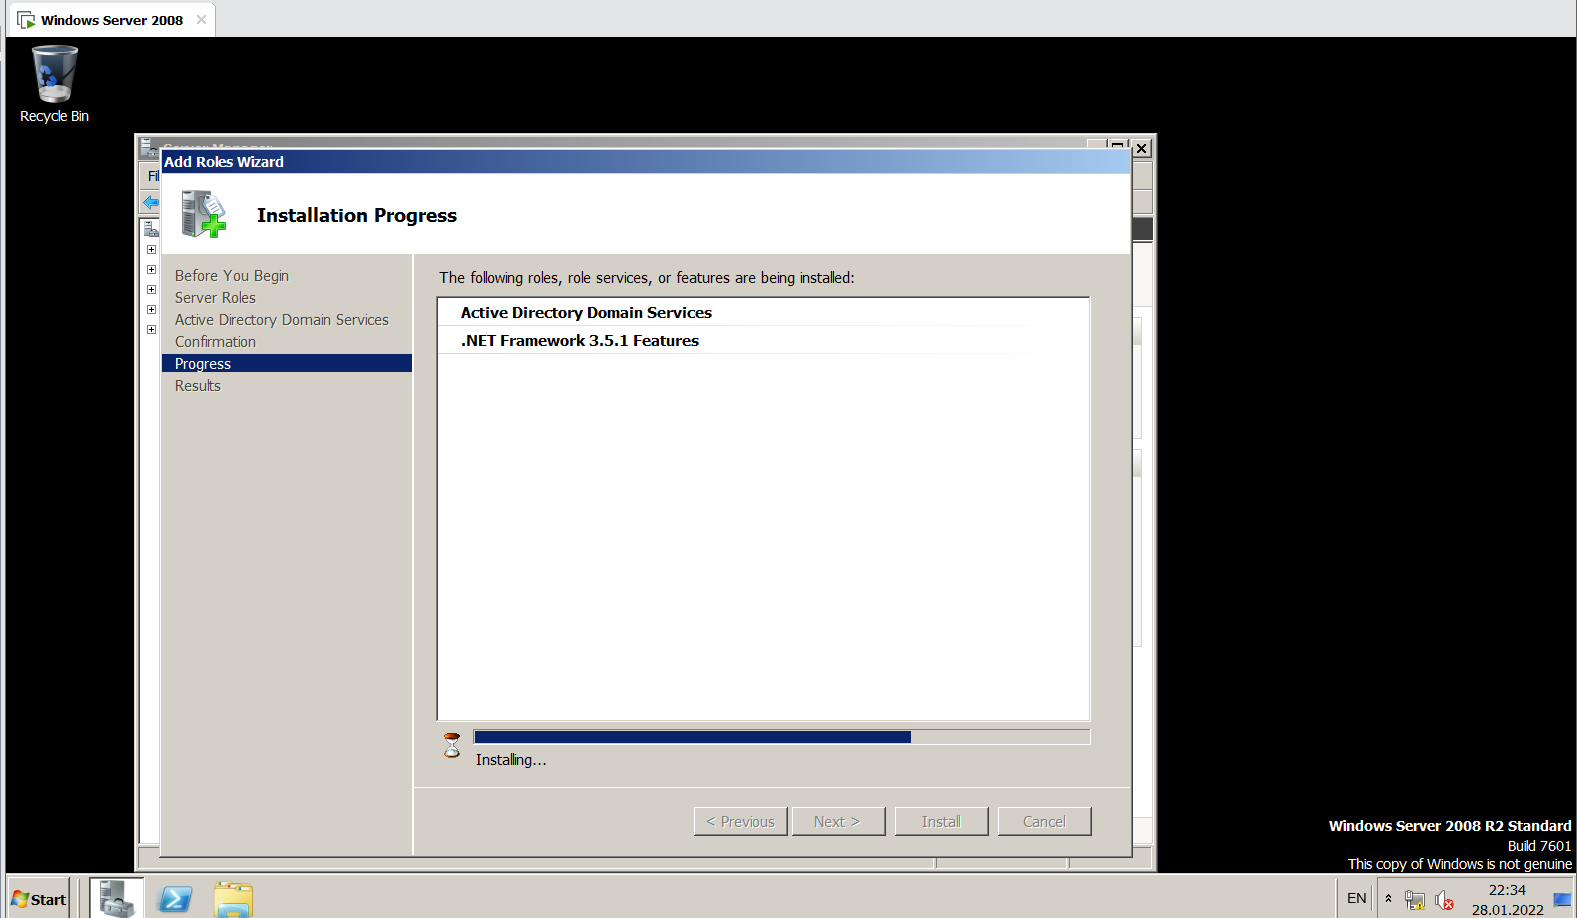 Windows Server 2008
Recycle Bin
Add Roles Wizard
Installation Progress
Before You Begin
Server Roles
Active Directory Domain Services
Confirmation
Progress
Results
The following roles, role services, or features are being installed:
Active Directory Domain Services
.NET Framework 3.5.1 Features
Installing...
< Previous
Next >
Install
Cancel
Windows Server 2008 R2 Standard
Build 7601
This copy of Windows is not genuine
Start
EN
22:34
28.01.2022